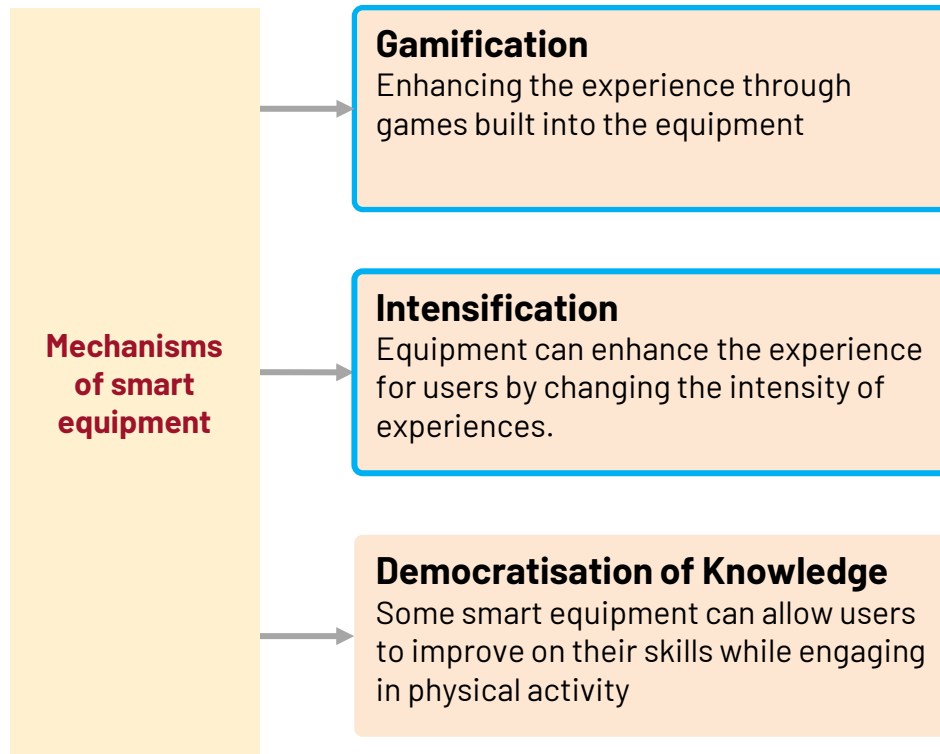 Gamification
Enhancing the experience through
games built into the equipment
Mechanisms
of smart
equipment
Intensification
Equipment can enhance the experience
for users by changing the intensity of
experiences.
Democratisation of Knowledge
Some smart equipment can allow users
to improve on their skills while engaging
in physical activity